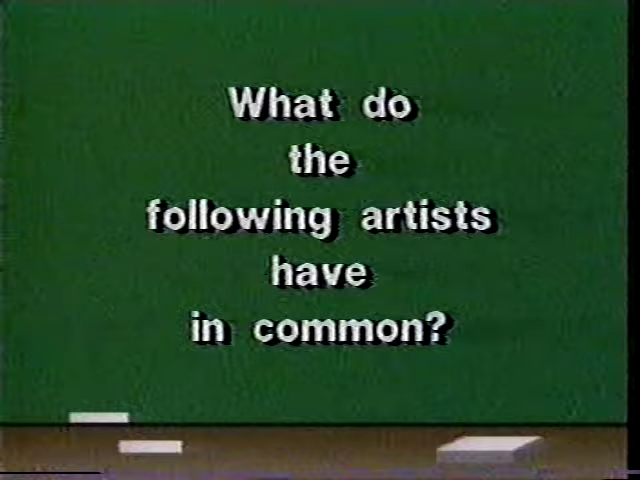 What do
the
following artists
have
in common?